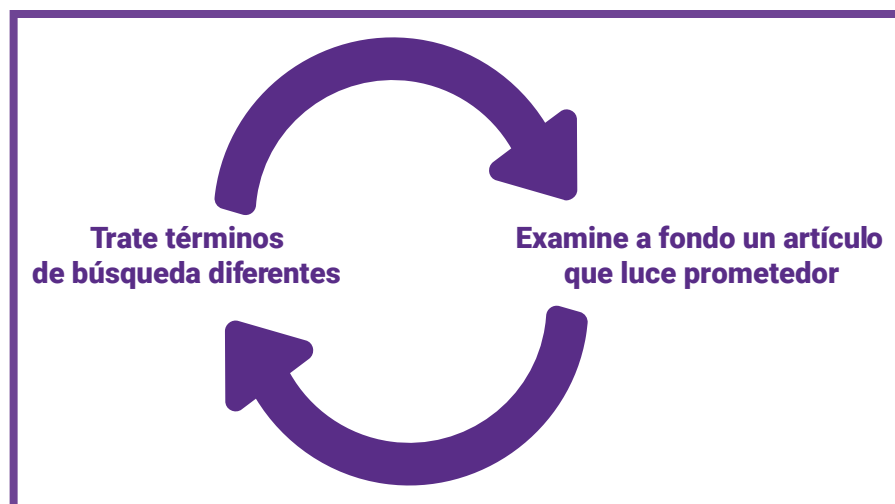 Trate términos
de búsqueda diferentes
Examine a fondo un artículo
que luce prometedor